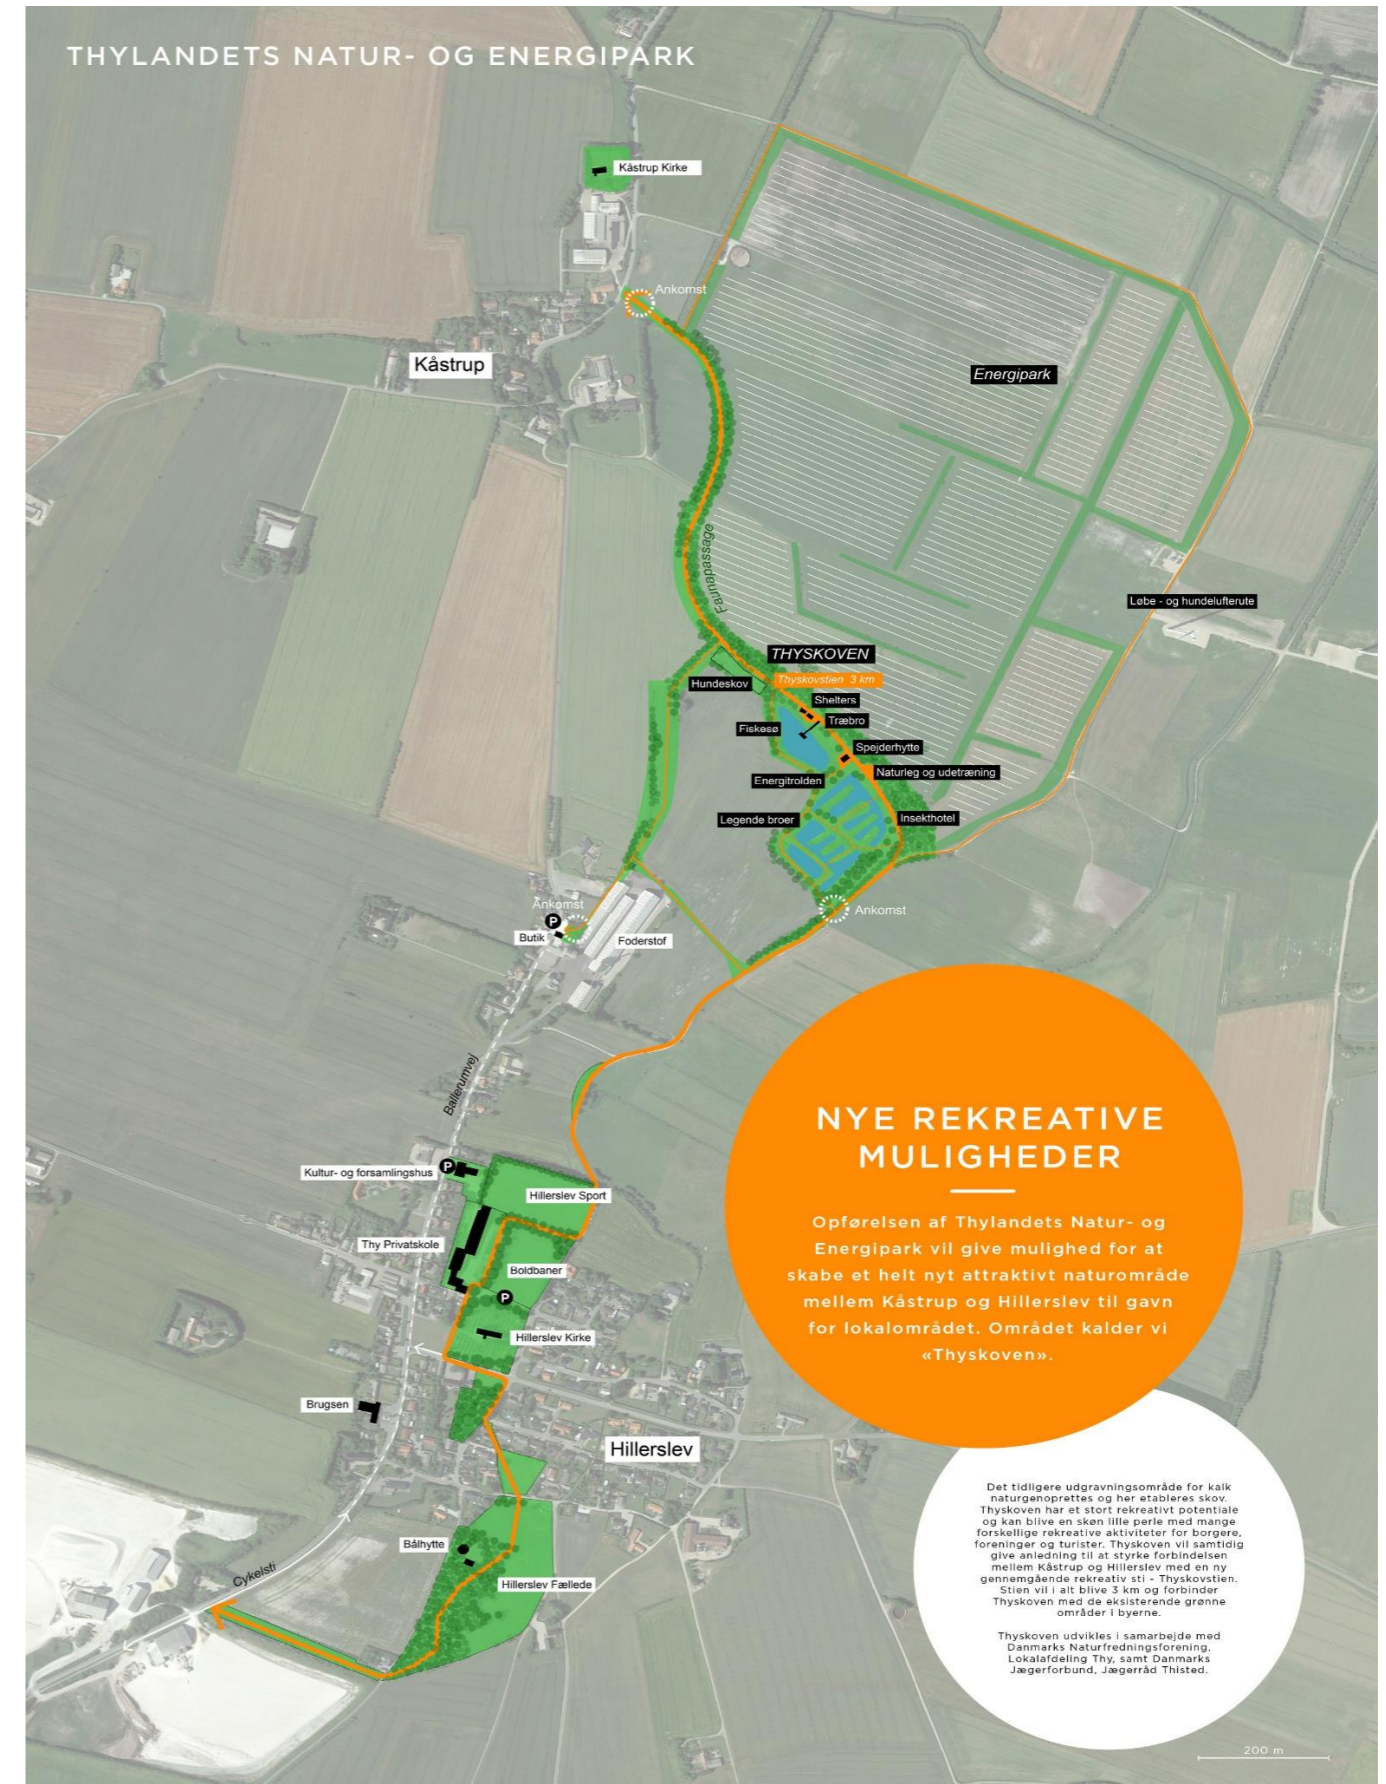 THYLANDETS NATUR- OG ENERGIPARK
Kåstrup Kirke
Ankomst
Kåstrup
Energipark
Faunapassage
Løbe - og hundelufterute
THYSKOVEN
Thyskovstien 3 km
Hundeskov
Shelters
Træbro
Fiskesø
Spejderhytte
Naturleg og udetræning
Energitrolden
Legende broer
Insekthotel
Ankomst
Ankomst
P
Butik
Foderstof
Ballerumvej
Kultur- og forsamlingshus
P
Hillerslev Sport
Thy Privatskole
Boldbaner
P
Hillerslev Kirke
Brugsen
Hillerslev
Bålhytte
Cykelsti
Hillerslev Fællede
NYE REKREATIVE
MULIGHEDER
Opførelsen af Thylandets Natur- og
Energipark vil give mulighed for at
skabe et helt nyt attraktivt naturområde
mellem Kåstrup og Hillerslev til gavn
for lokalområdet. Området kalder vi
«Thyskoven».
Det tidligere udgravningsområde for kalk
naturgenoprettes og her etableres skov.
Thyskoven har et stort rekreativt potentiale
og kan blive en skøn lille perle med mange
forskellige rekreative aktiviteter for borgere,
foreninger og turister. Thyskoven vil samtidig
give anledning til at styrke forbindelsen
mellem Kåstrup og Hillerslev med en ny
gennemgående rekreativ sti - Thyskovstien.
Stien vil i alt blive 3 km og forbinder
Thyskoven med de eksisterende grønne
områder i byerne.
Thyskoven udvikles i samarbejde med
Danmarks Naturfredningsforening,
Lokalafdeling Thy, samt Danmarks
Jægerforbund, Jægerråd Thisted.
200 m